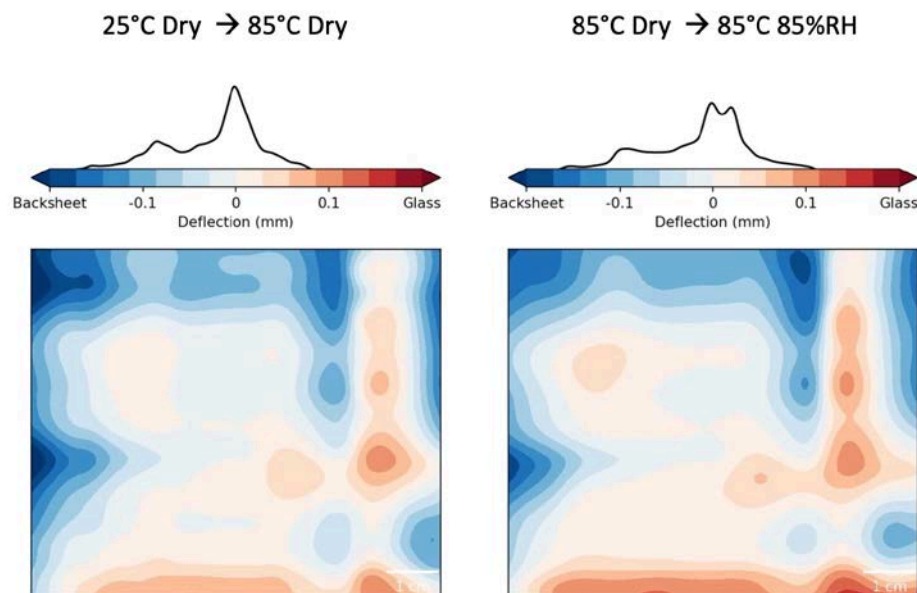 25°C Dry → 85°C Dry
85°C Dry → 85°C 85%RH
Backsheet -0.1 0 0.1 Glass
Deflection (mm)
Backsheet -0.1 0 0.1 Glass
Deflection (mm)
1 cm
1 cm